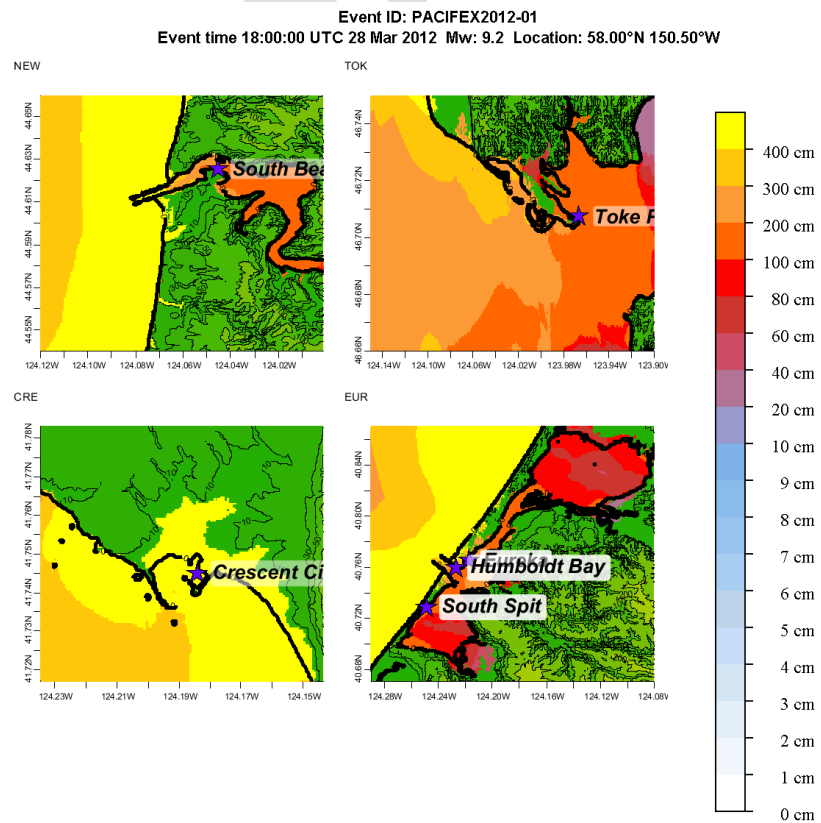 Event ID: PACIFEX2012-01
Event time 18:00:00 UTC 28 Mar 2012 Mw: 9.2 Location: 58.00°N 150.50°W
NEW
44.65N
44.63N
44.61N
44.59N
44.57N
44.55N
South Bea
124.12W 124.10W 124.08W 124.06W 124.04W 124.02W
TOK
46.74N
46.72N
46.70N
46.68N
46.66N
Toke P
124.14W 124.10W 124.06W 124.02W 123.98W 123.94W 123.90W
CRE
41.78N
41.77N
41.76N
41.75N
41.74N
41.73N
41.72N
Crescent Ci
124.23W 124.21W 124.19W 124.17W 124.15W
EUR
40.84N
40.80N
40.76N
40.72N
40.68N
Eureka
Humboldt Bay
South Spit
124.28W 124.24W 124.20W 124.16W 124.12W 124.08W
400 cm
300 cm
200 cm
100 cm
80 cm
60 cm
40 cm
20 cm
10 cm
9 cm
8 cm
7 cm
6 cm
5 cm
4 cm
3 cm
2 cm
1 cm
0 cm